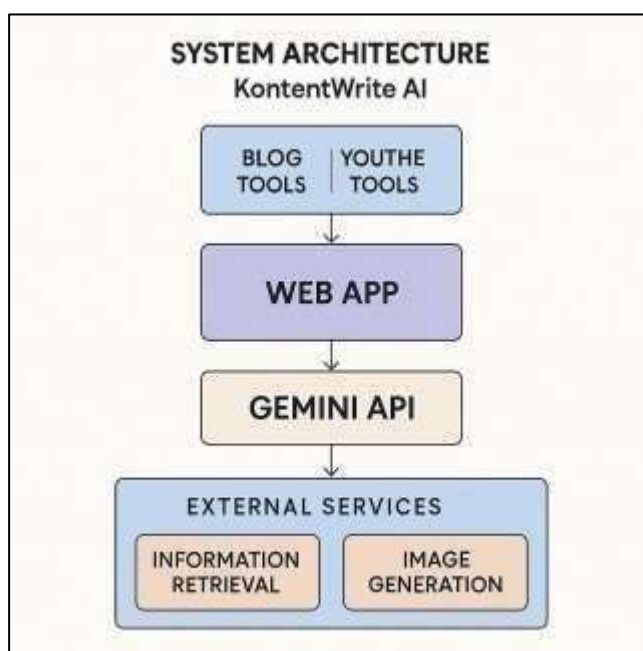 SYSTEM ARCHITECTURE
KontentWrite AI
BLOG TOOLS
YOUTHE TOOLS
WEB APP
GEMINI API
EXTERNAL SERVICES
INFORMATION RETRIEVAL
IMAGE GENERATION